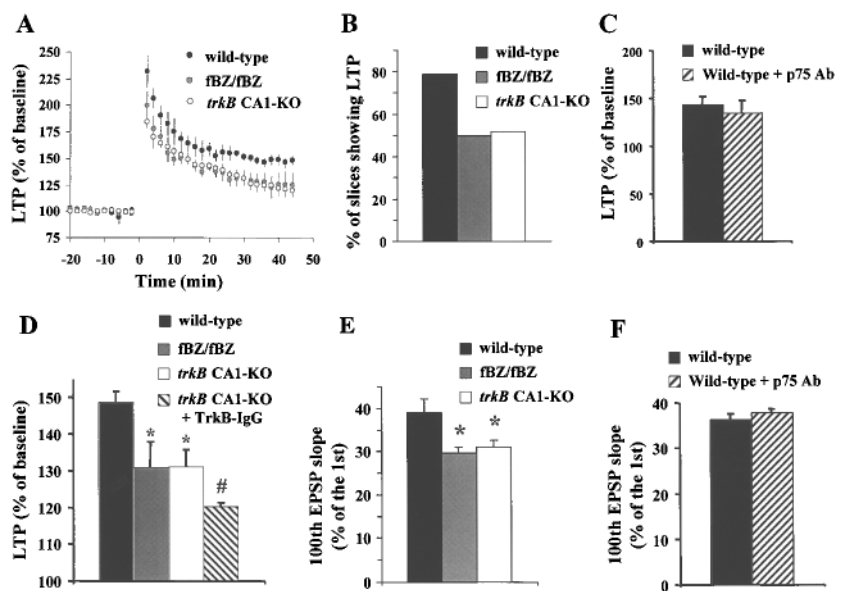 A
LTP (% of baseline)
250
225
200
175
150
125
100
75
-20 -10 0 10 20 30 40 50
Time (min)
wild-type
fBZ/fBZ
trkB CA1-KO
B
% of slices showing LTP
80
60
40
20
0
wild-type
fBZ/fBZ
trkB CA1-KO
C
LTP (% of baseline)
200
150
100
50
0
wild-type
Wild-type + p75 Ab
D
LTP (% of baseline)
150
140
130
120
110
100
wild-type
fBZ/fBZ
trkB CA1-KO
trkB CA1-KO
+ TrkB-IgG
* * #
E
100th EPSP slope
(% of the 1st)
40
30
20
10
0
wild-type
fBZ/fBZ
trkB CA1-KO
* *
F
100th EPSP slope
(% of the 1st)
40
30
20
10
0
wild-type
Wild-type + p75 Ab